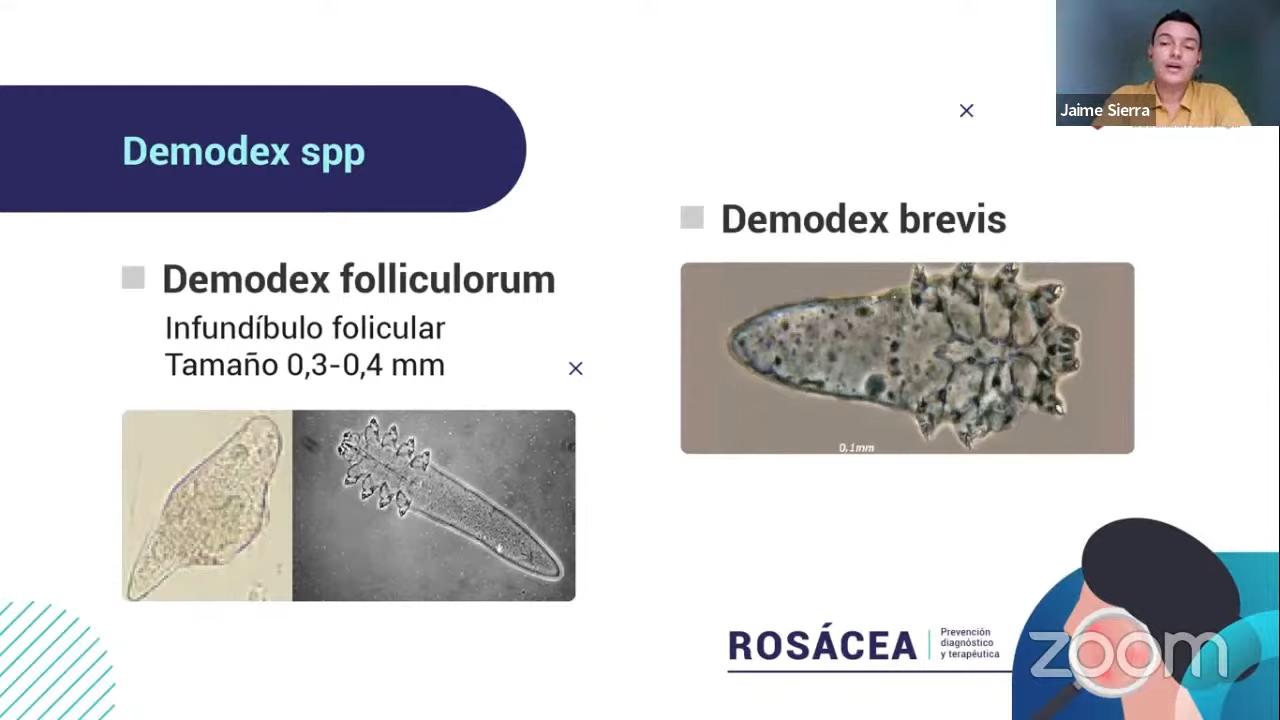 Jaime Sierra
Demodex spp
Demodex folliculorum
Infundíbulo folicular
Tamaño 0,3-0,4 mm
Demodex brevis
0,1mm
ROSÁCEA
Prevención
diagnóstico
y terapéutica
zoom